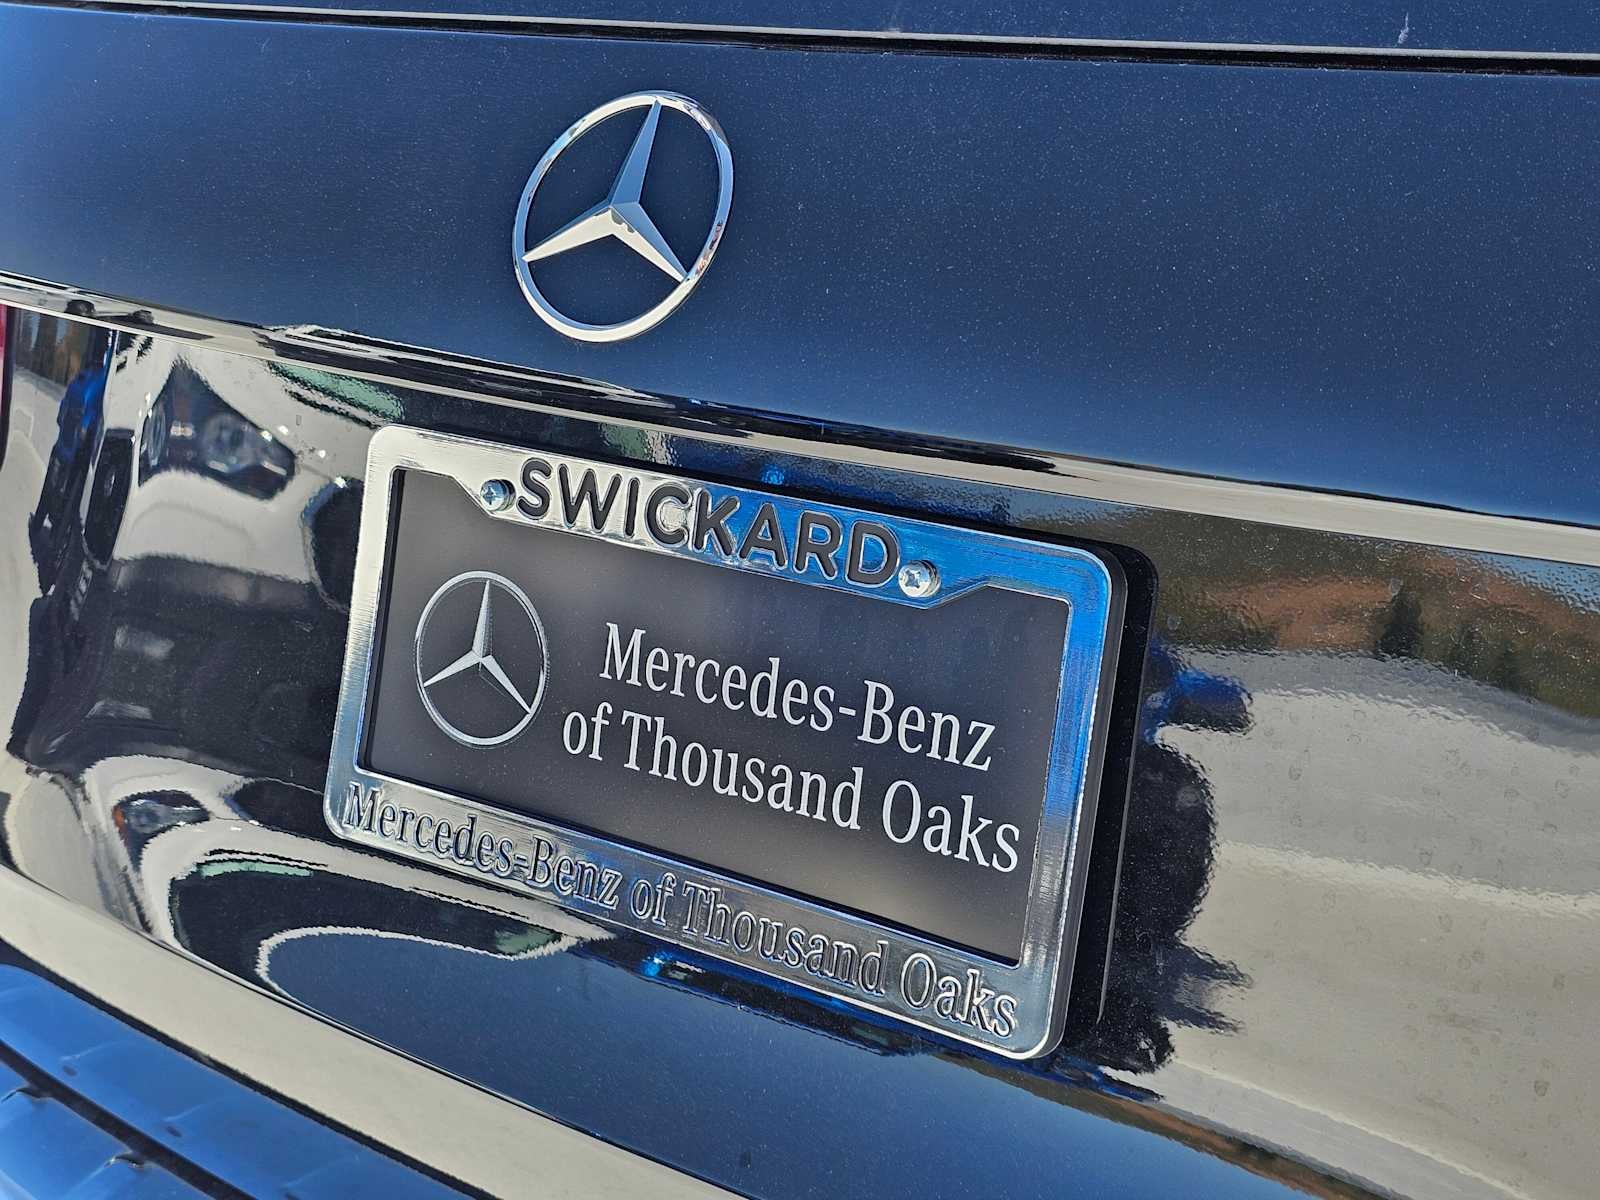 SWICKARD
Mercedes-Benz
of Thousand Oaks
Mercedes-Benz of Thousand Oaks